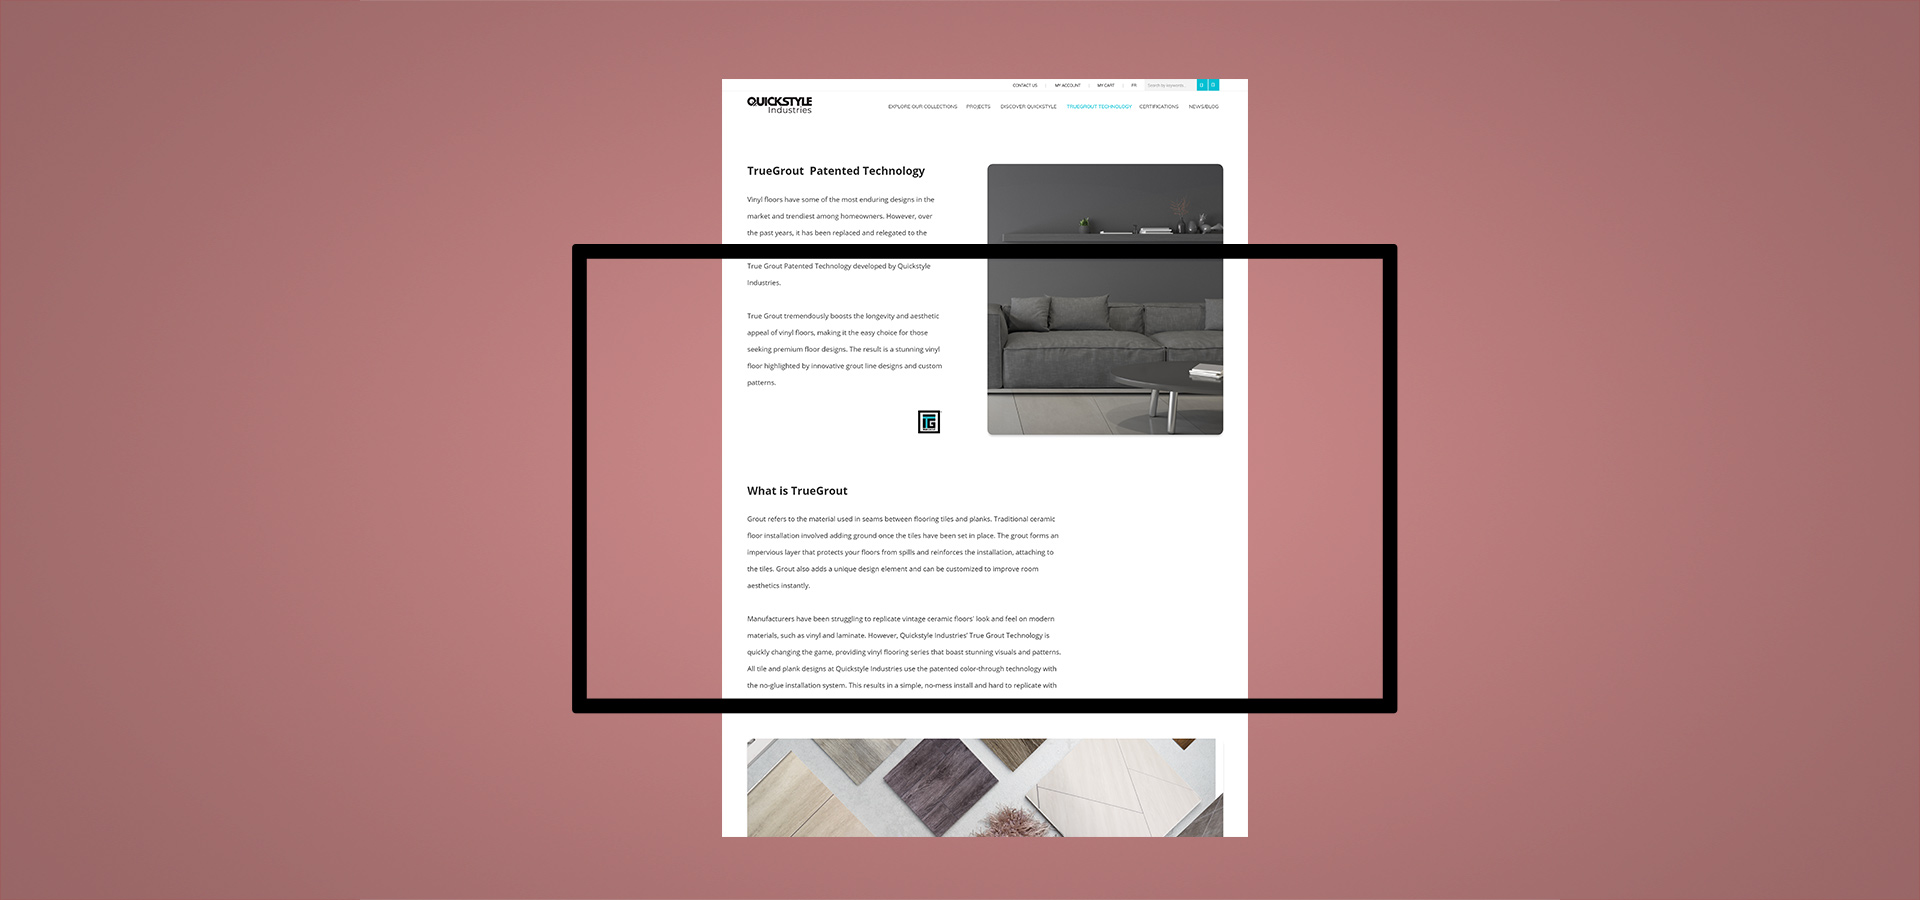 CONTACT US
MY ACCOUNT
MY CART
FR
Search by keywords...
QUICKSTYLE
Industries
EXPLORE OUR COLLECTIONS
PROJECTS
DISCOVER QUICKSTYLE
TRUEGROUT TECHNOLOGY
CERTIFICATIONS
NEWS/BLOG
TrueGrout Patented Technology
Vinyl floors have some of the most enduring designs in the
market and trendiest among homeowners. However, over
the past years, it has been replaced and relegated to the
True Grout Patented Technology developed by Quickstyle
Industries.
True Grout tremendously boosts the longevity and aesthetic
appeal of vinyl floors, making it the easy choice for those
seeking premium floor designs. The result is a stunning vinyl
floor highlighted by innovative grout line designs and custom
patterns.
TG
What is TrueGrout
Grout refers to the material used in seams between flooring tiles and planks. Traditional ceramic
floor installation involved adding ground once the tiles have been set in place. The grout forms an
impervious layer that protects your floors from spills and reinforces the installation, attaching to
the tiles. Grout also adds a unique design element and can be customized to improve room
aesthetics instantly.
Manufacturers have been struggling to replicate vintage ceramic floors' look and feel on modern
materials, such as vinyl and laminate. However, Quickstyle Industries' True Grout Technology is
quickly changing the game, providing vinyl flooring series that boast stunning visuals and patterns.
All tile and plank designs at Quickstyle Industries use the patented color-through technology with
the no-glue installation system. This results in a simple, no-mess install and hard to replicate with